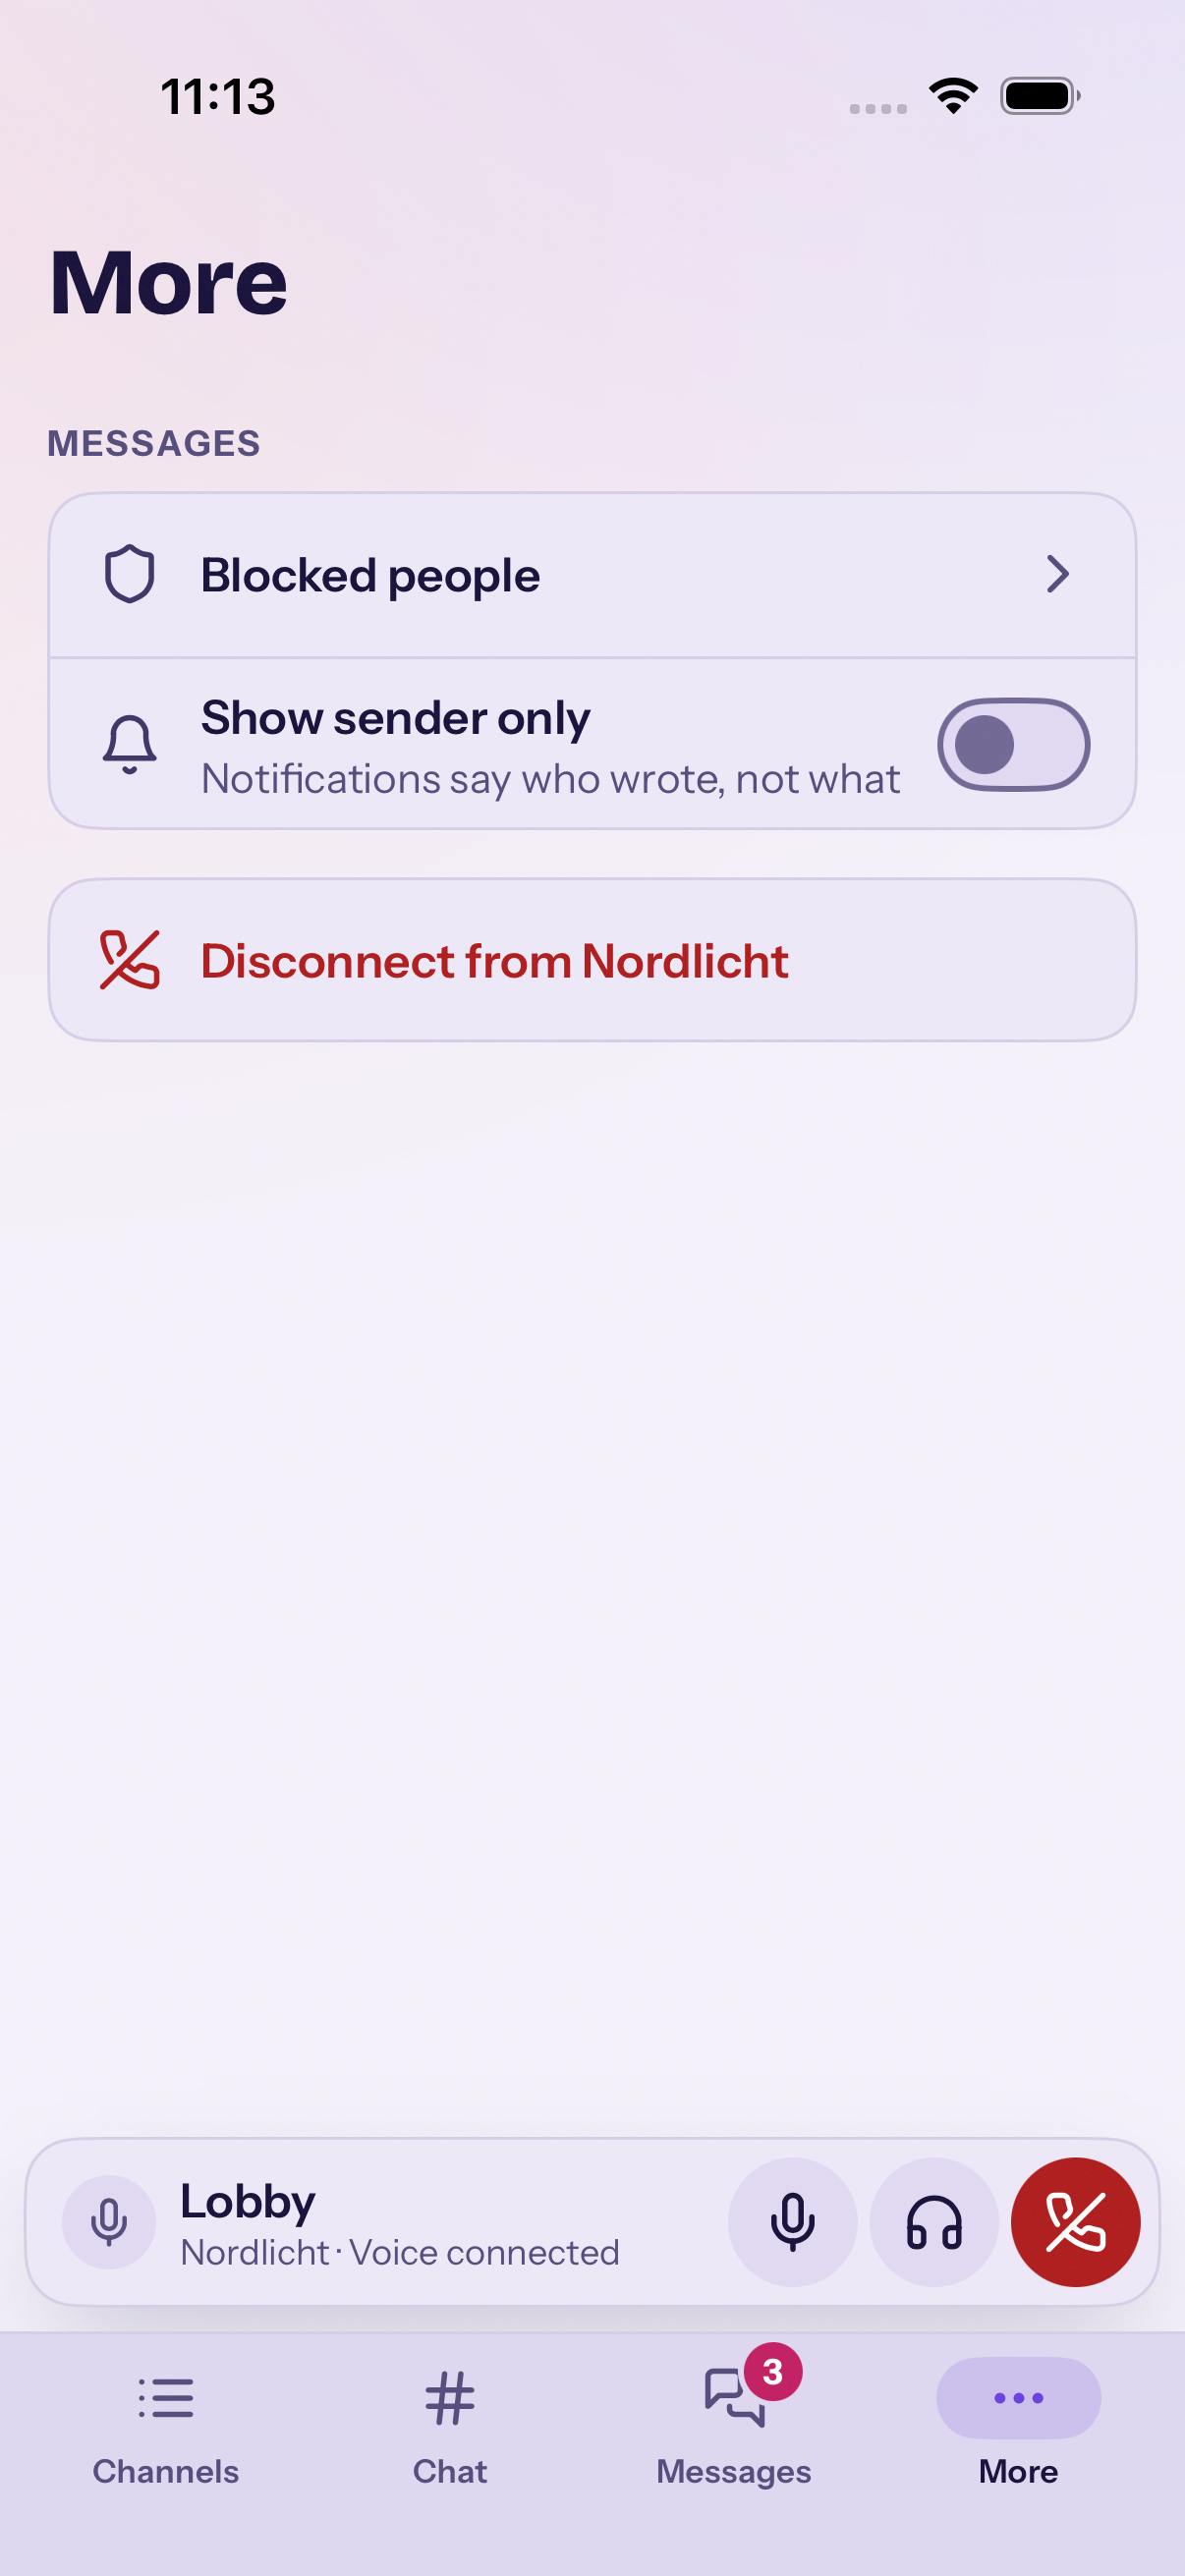 11:13
More
MESSAGES
Blocked people
Show sender only
Notifications say who wrote, not what
Disconnect from Nordlicht
Lobby
Nordlicht · Voice connected
3
Channels
Chat
Messages
More